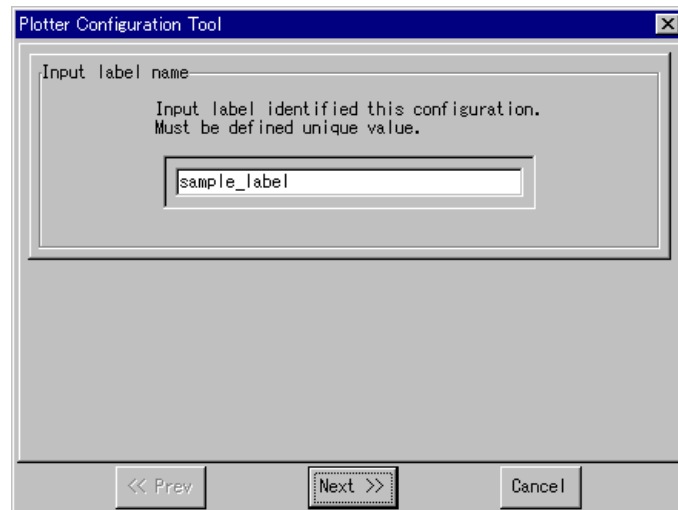 Plotter Configuration Tool
Input label name
Input label identified this configuration.
Must be defined unique value.
sample_label
<< Prev
Next >>
Cancel